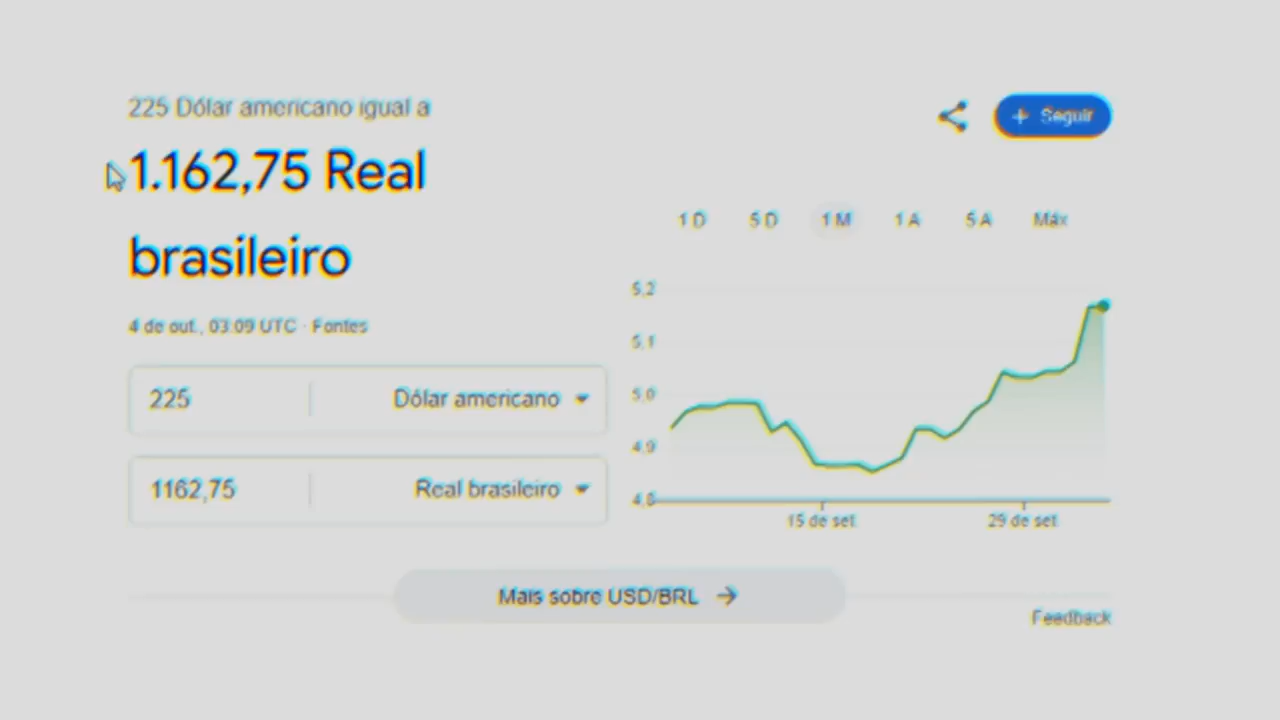 225 Dólar americano igual a
1.162,75 Real
brasileiro
4 de out., 03:09 UTC · Fontes
225 Dólar americano
1162,75 Real brasileiro
+ Seguir
1 D 5 D 1 M 1 A 5 A Máx
5,2
5,1
5,0
4,9
4,8
15 de set. 29 de set.
Mais sobre USD/BRL →
Feedback